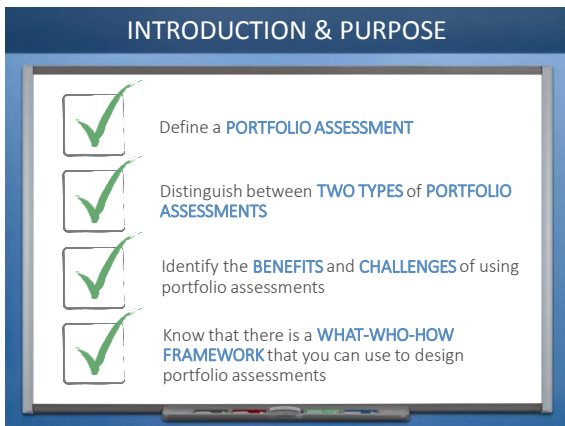 INTRODUCTION & PURPOSE
Define a PORTFOLIO ASSESSMENT
Distinguish between TWO TYPES of PORTFOLIO
ASSESSMENTS
Identify the BENEFITS and CHALLENGES of using
portfolio assessments
Know that there is a WHAT-WHO-HOW
FRAMEWORK that you can use to design
portfolio assessments